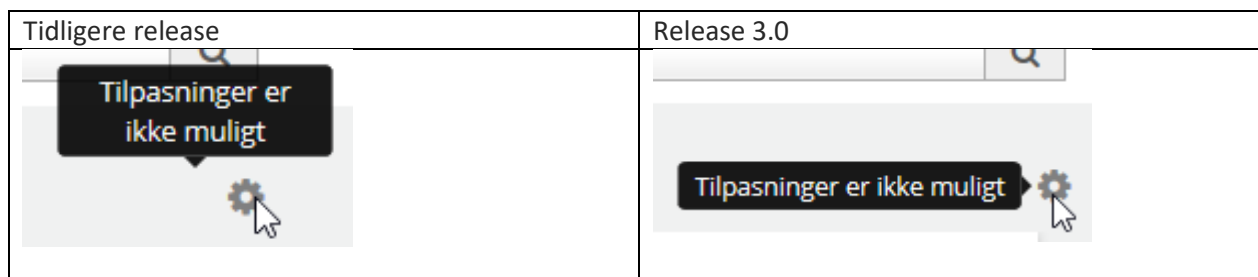 Tidligere release
Release 3.0
Tilpasninger er
ikke muligt
Tilpasninger er ikke muligt